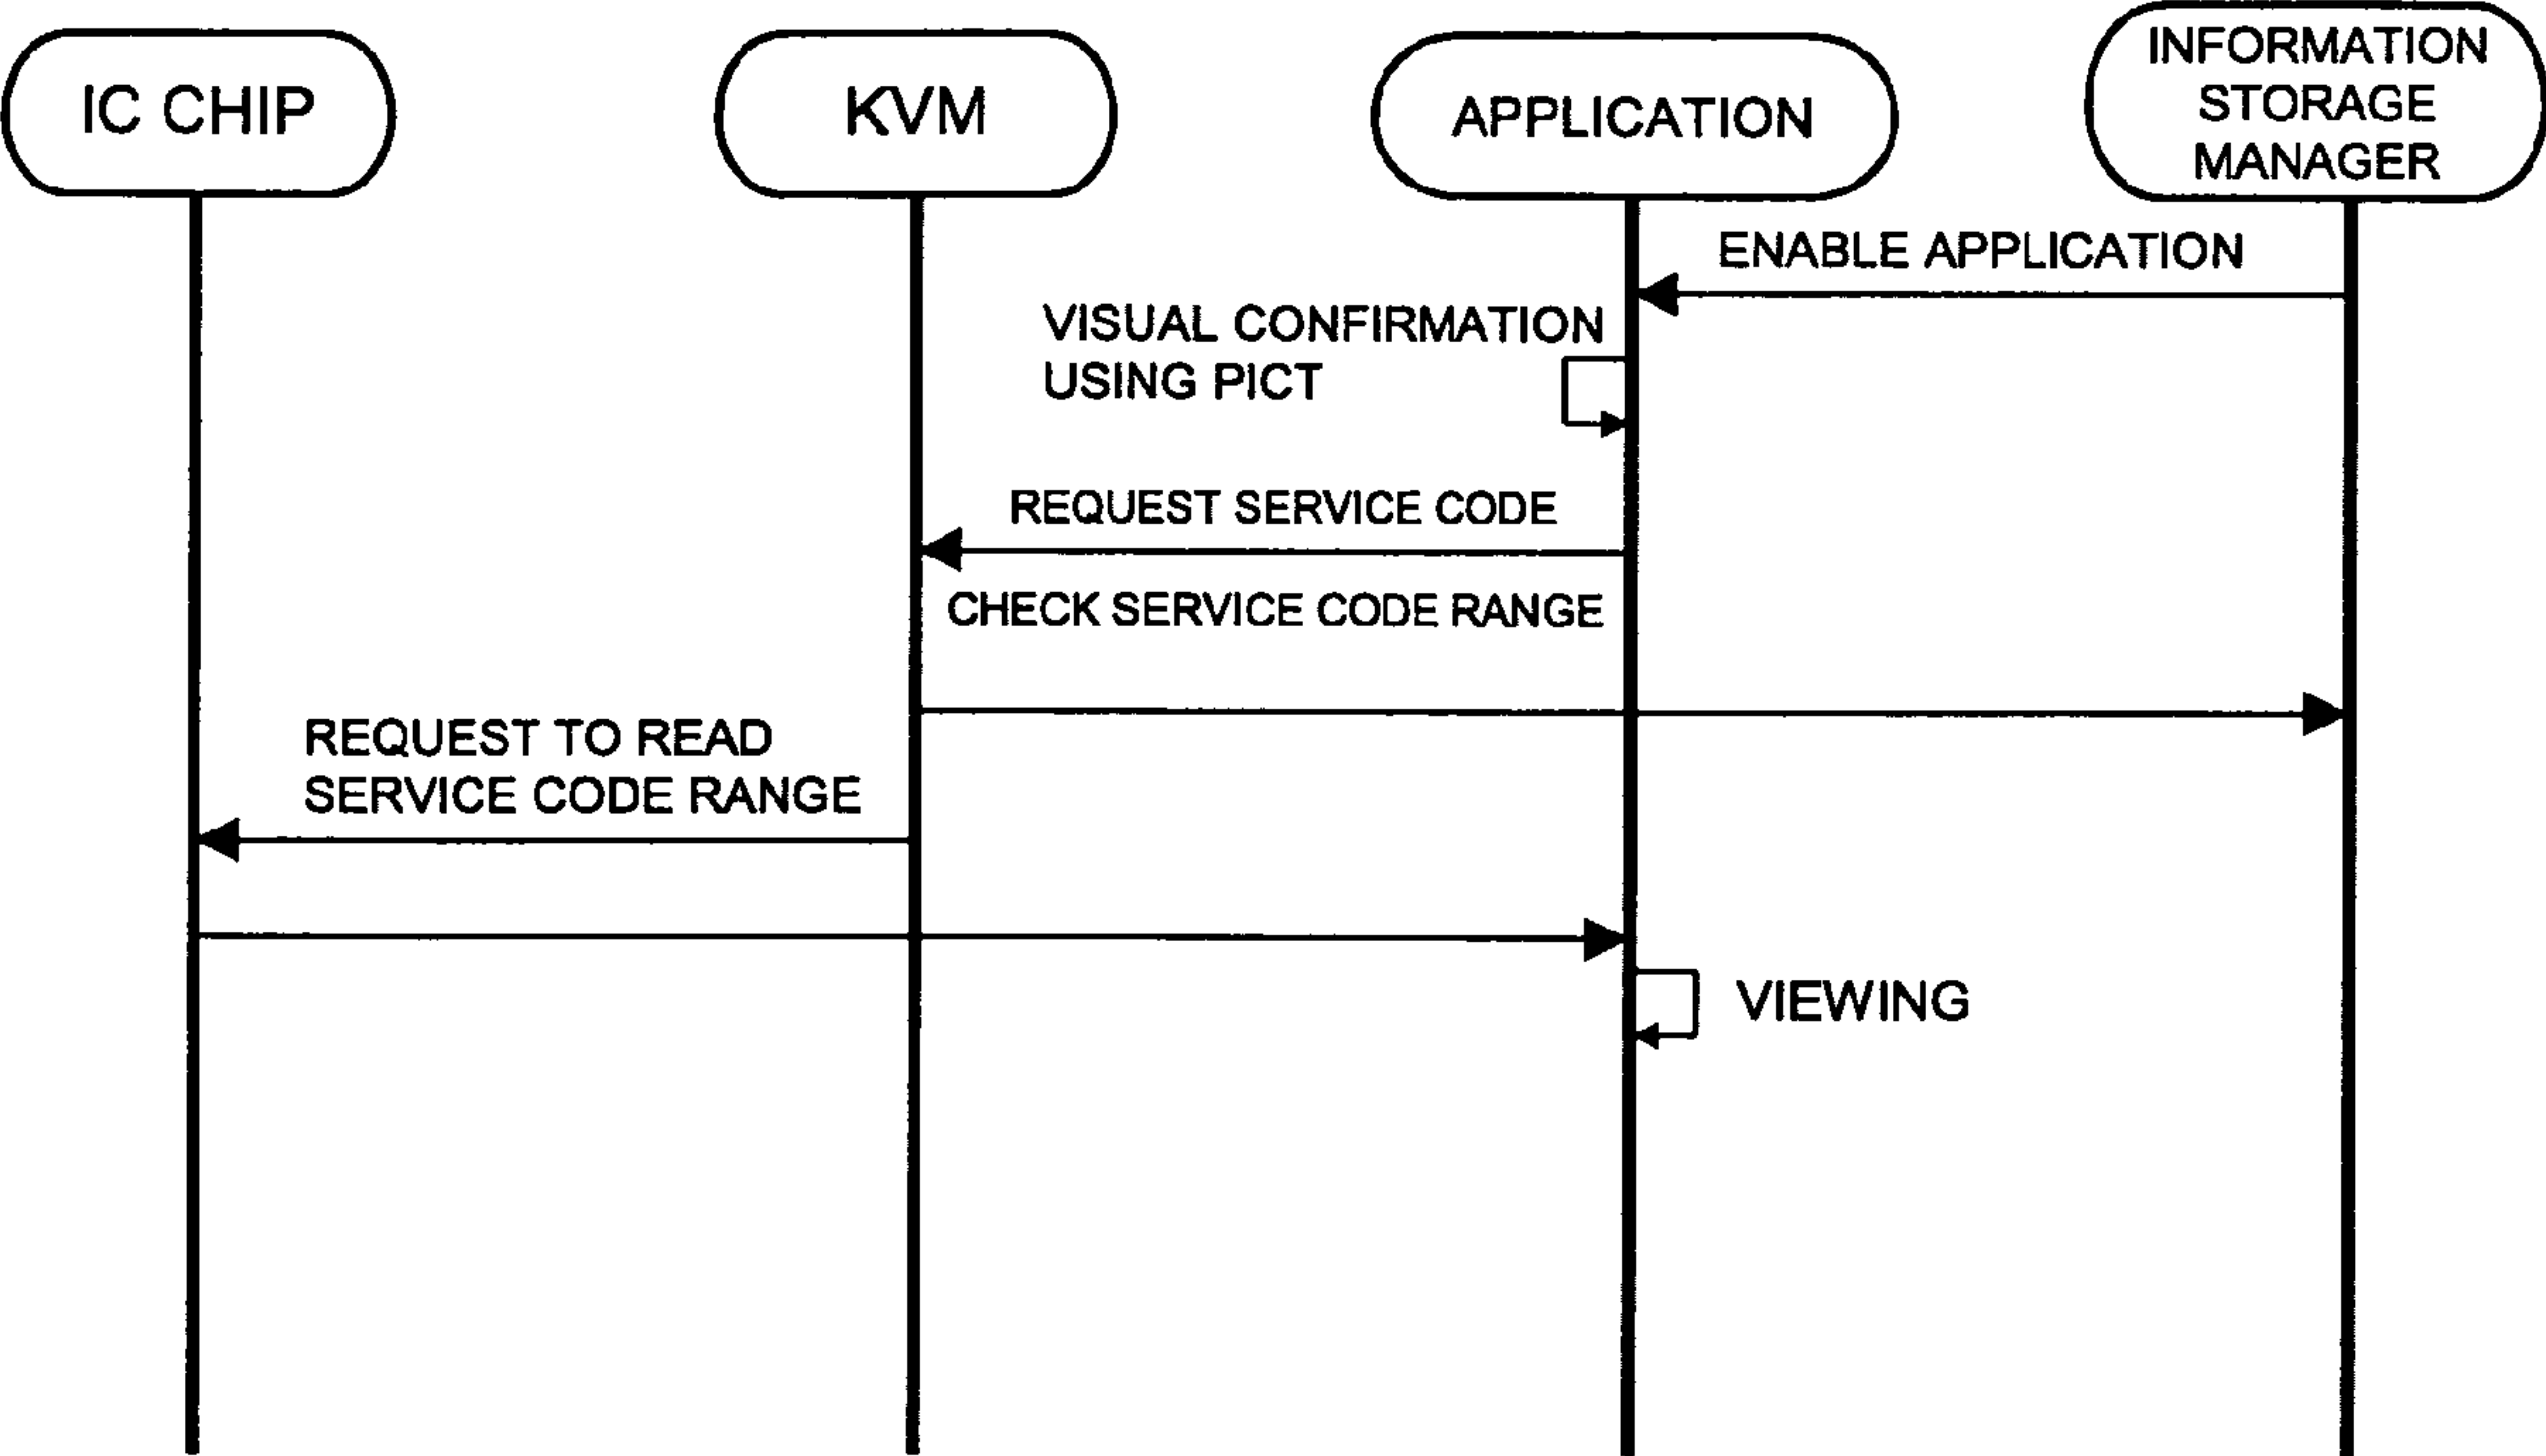 IC CHIP
KVM
APPLICATION
INFORMATION
STORAGE
MANAGER
ENABLE APPLICATION
VISUAL CONFIRMATION
USING PICT
REQUEST SERVICE CODE
CHECK SERVICE CODE RANGE
REQUEST TO READ
SERVICE CODE RANGE
VIEWING